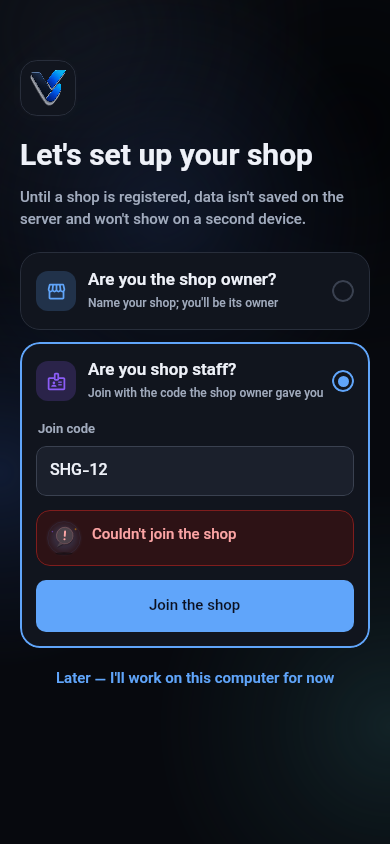 Let's set up your shop
Until a shop is registered, data isn't saved on the
server and won't show on a second device.
Are you the shop owner?
Name your shop; you'll be its owner
Are you shop staff?
Join with the code the shop owner gave you
Join code
SHG-12
Couldn't join the shop
Join the shop
Later — I'll work on this computer for now